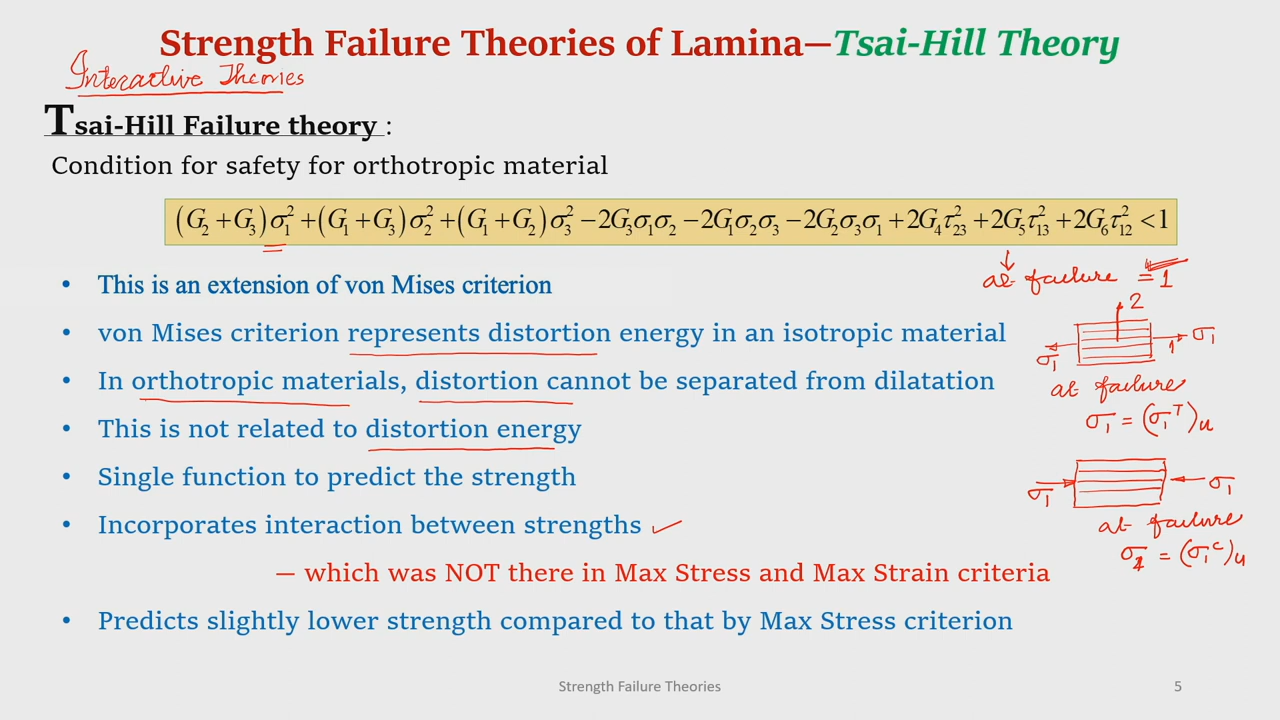 Strength Failure Theories of Lamina—Tsai-Hill Theory
Interactive Theories
Tsai-Hill Failure theory :
Condition for safety for orthotropic material
(G₂ + G₃)σ₁² + (G₁ + G₃)σ₂² + (G₁ + G₂)σ₃² − 2G₃σ₁σ₂ − 2G₁σ₂σ₃ − 2G₂σ₃σ₁ + 2G₄τ₂₃² + 2G₅τ₁₃² + 2G₆τ₁₂² < 1
at failure = 1
• This is an extension of von Mises criterion
• von Mises criterion represents distortion energy in an isotropic material
• In orthotropic materials, distortion cannot be separated from dilatation
• This is not related to distortion energy
• Single function to predict the strength
• Incorporates interaction between strengths
— which was NOT there in Max Stress and Max Strain criteria
• Predicts slightly lower strength compared to that by Max Stress criterion
2
σ₁ 1 σ₁
at failure
σ₁ = (σ₁ᵀ)u
σ₁ σ₁
at failure
σ₁ = (σ₁ᶜ)u
Strength Failure Theories
5